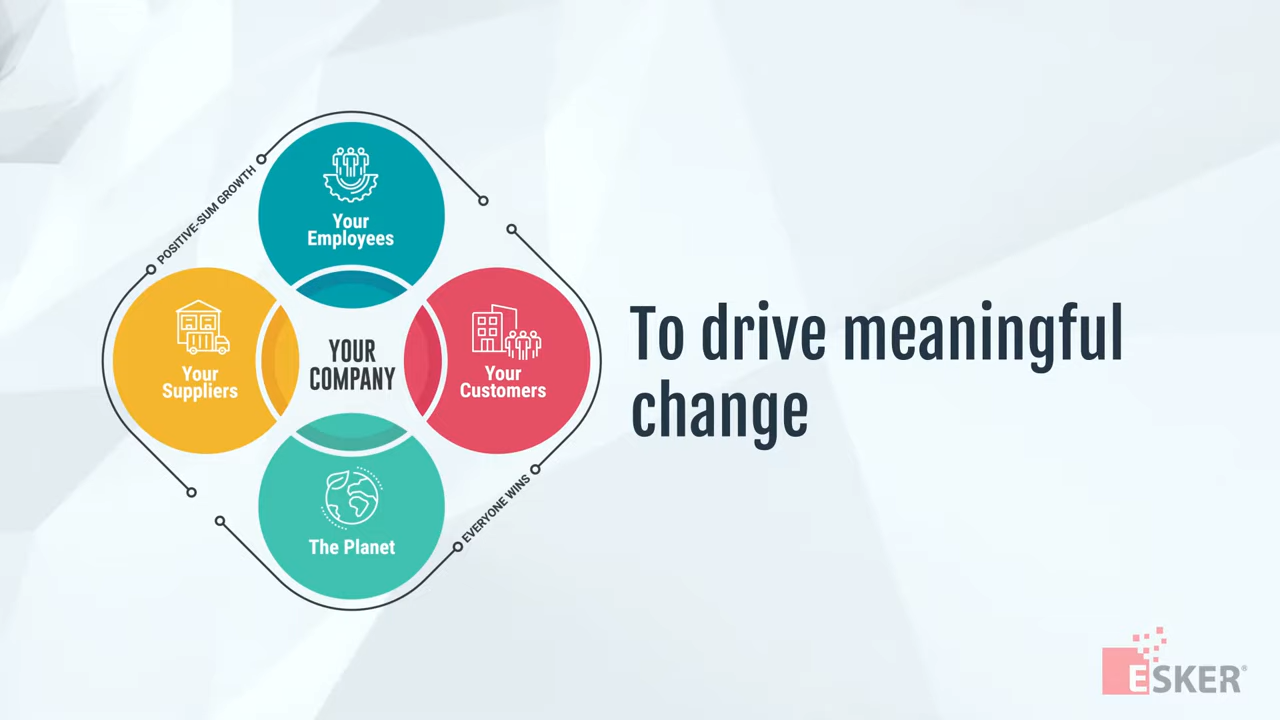 POSITIVE-SUM GROWTH
Your
Employees
Your
Suppliers
YOUR
COMPANY
Your
Customers
The Planet
EVERYONE WINS
To drive meaningful
change
ESKER®